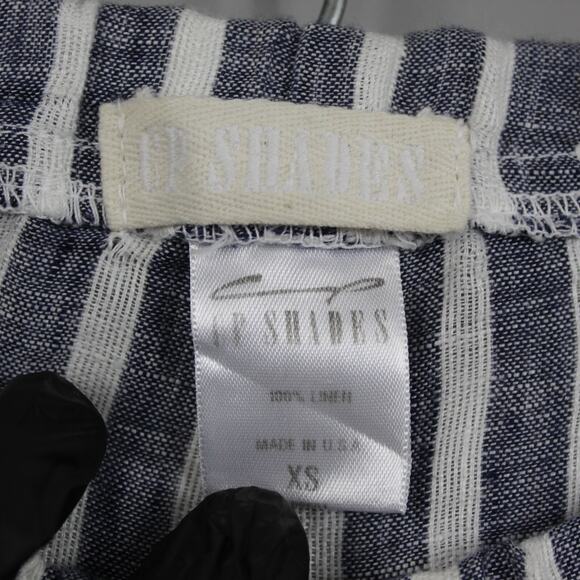 CP SHADES
CP SHADES
100% LINEN
MADE IN U.S.A
XS